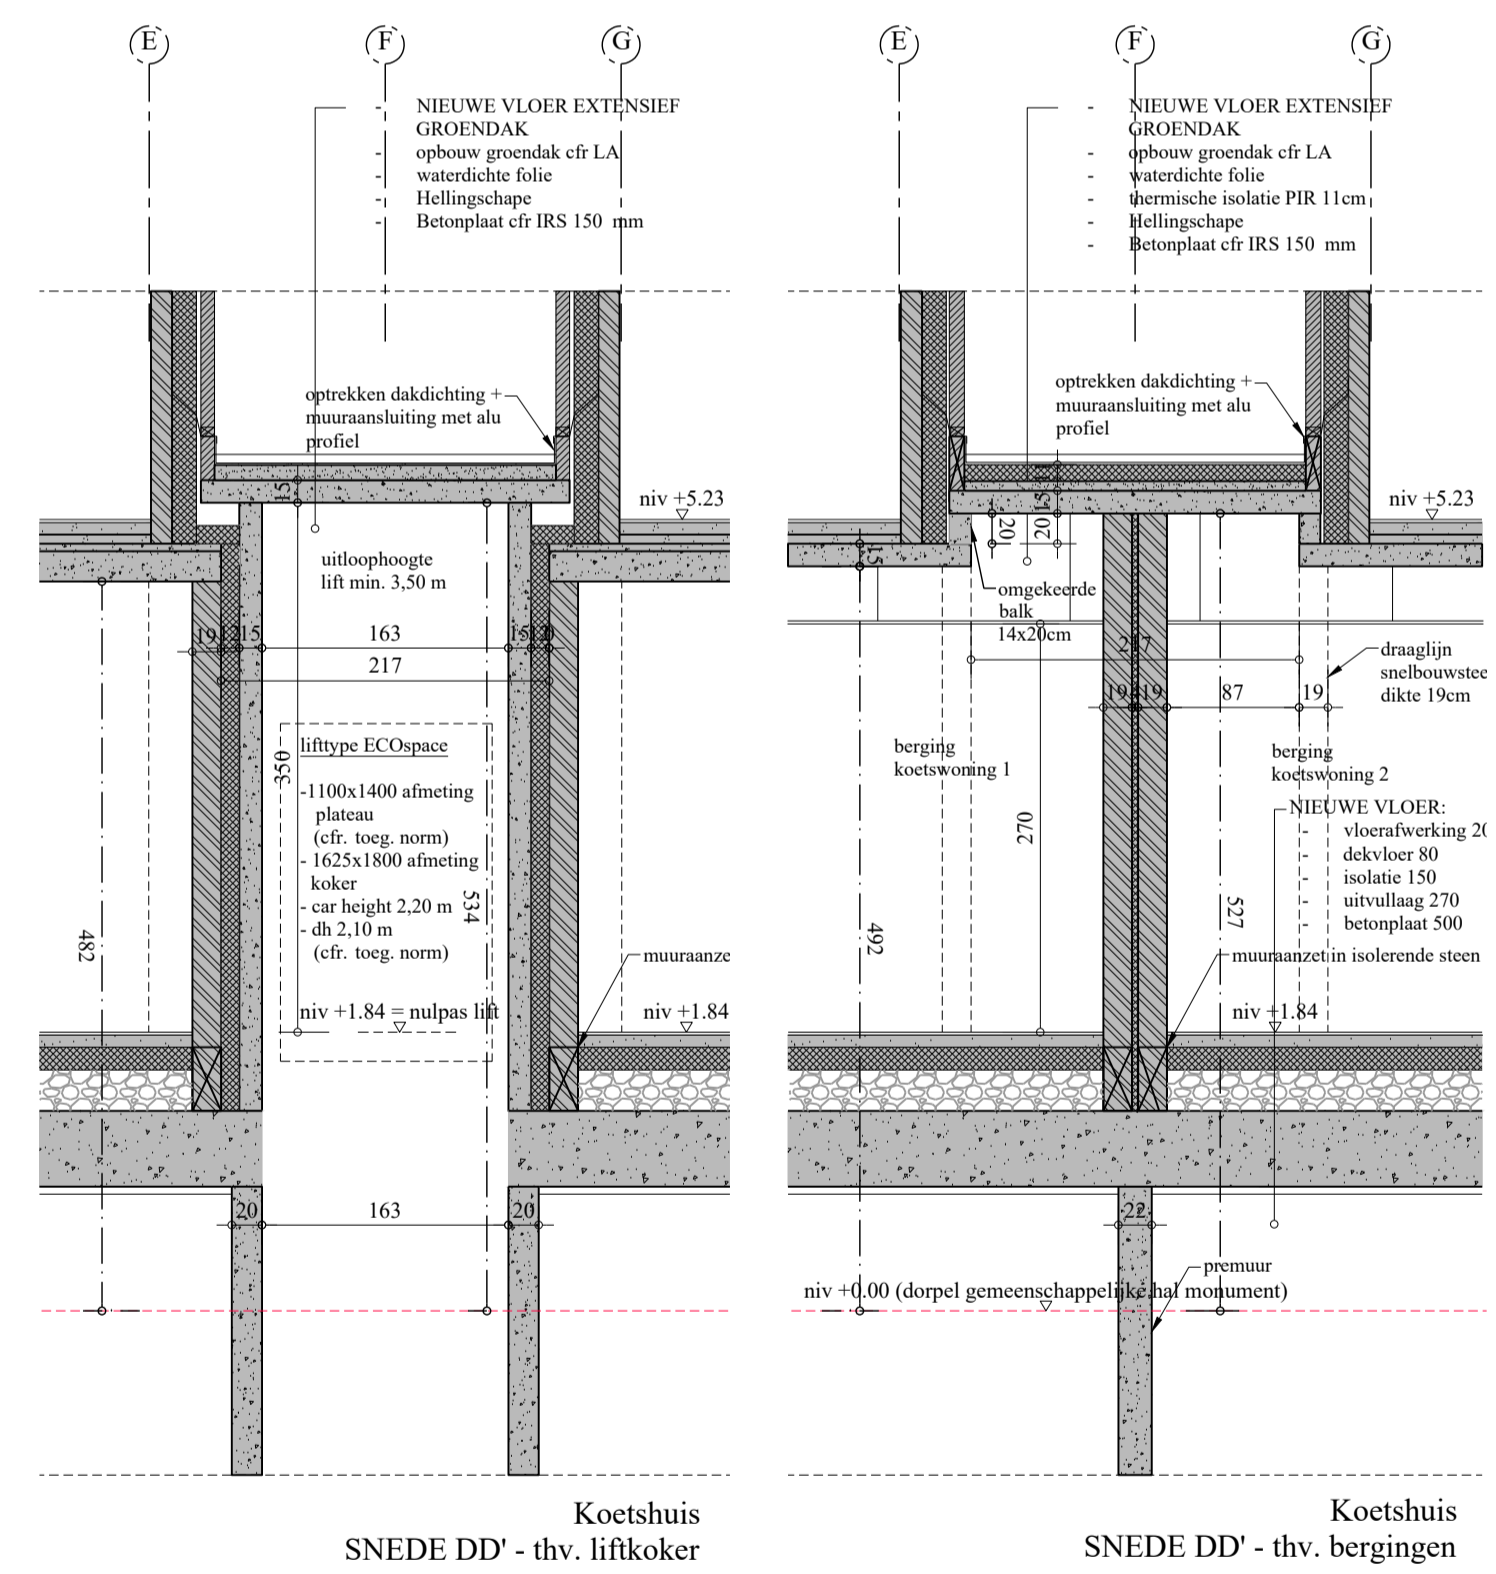 E
F
G
- NIEUWE VLOER EXTENSIEF
GROENDAK
- opbouw groendak cfr LA
- waterdichte folie
- Hellingschape
- Betonplaat cfr IRS 150 mm
optrekken dakdichting +
muuraansluiting met alu
profiel
15
niv +5.23
uitloophoogte
lift min. 3,50 m
19
12
15
163
15
12
217
350
lifttype ECOspace
-1100x1400 afmeting
plateau
(cfr. toeg. norm)
- 1625x1800 afmeting
koker
- car height 2,20 m
- dh 2,10 m
(cfr. toeg. norm)
534
482
muuraanze
niv +1.84 = nulpas lift
niv +1.84
20
163
20
Koetshuis
SNEDE DD' - thv. liftkoker
E
F
G
- NIEUWE VLOER EXTENSIEF
GROENDAK
- opbouw groendak cfr LA
- waterdichte folie
- thermische isolatie PIR 11cm
- Hellingschape
- Betonplaat cfr IRS 150 mm
optrekken dakdichting +
muuraansluiting met alu
profiel
niv +5.23
15
20
20
15
omgekeerde
balk
14x20cm
217
draaglijn
snelbouwstee
dikte 19cm
19
19
87
19
berging
koetswoning 1
berging
koetswoning 2
270
NIEUWE VLOER:
- vloerafwerking 20
- dekvloer 80
- isolatie 150
- uitvullaag 270
- betonplaat 500
492
527
muuraanzet in isolerende steen
niv +1.84
22
premuur
niv +0.00 (dorpel gemeenschappelijke hal monument)
Koetshuis
SNEDE DD' - thv. bergingen